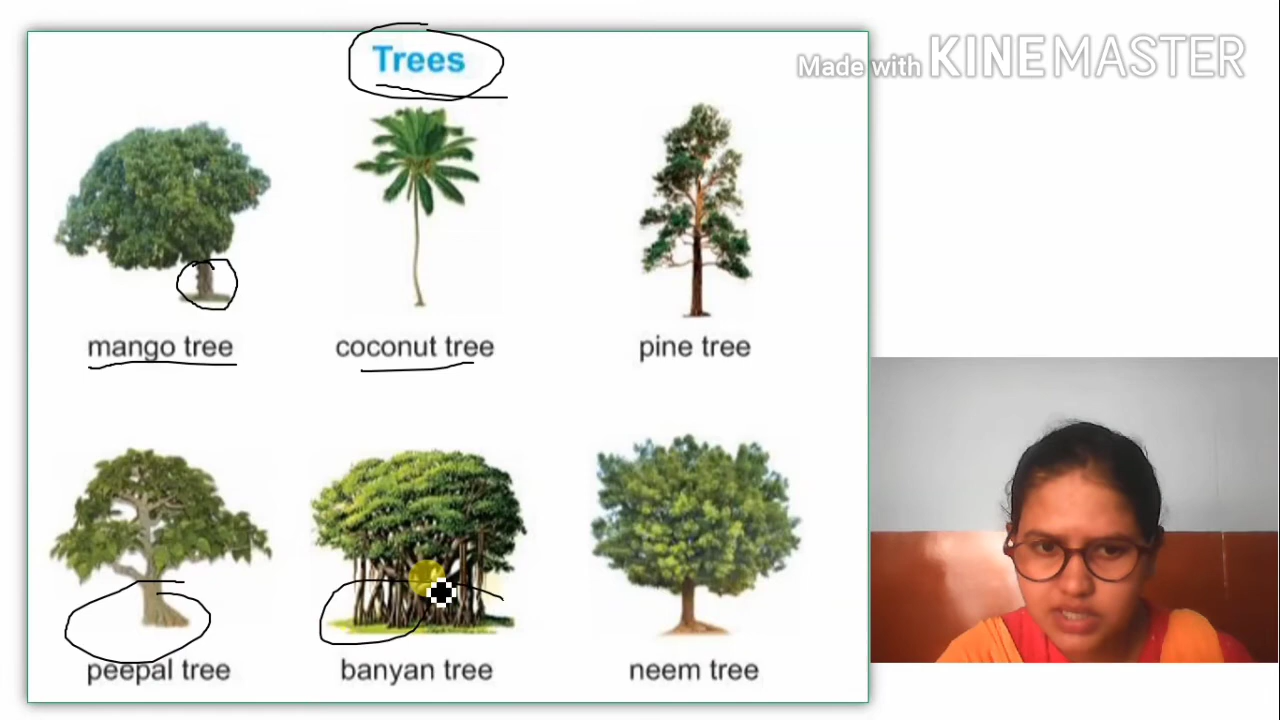 Trees
Made with KINEMASTER
mango tree
coconut tree
pine tree
peepal tree
banyan tree
neem tree